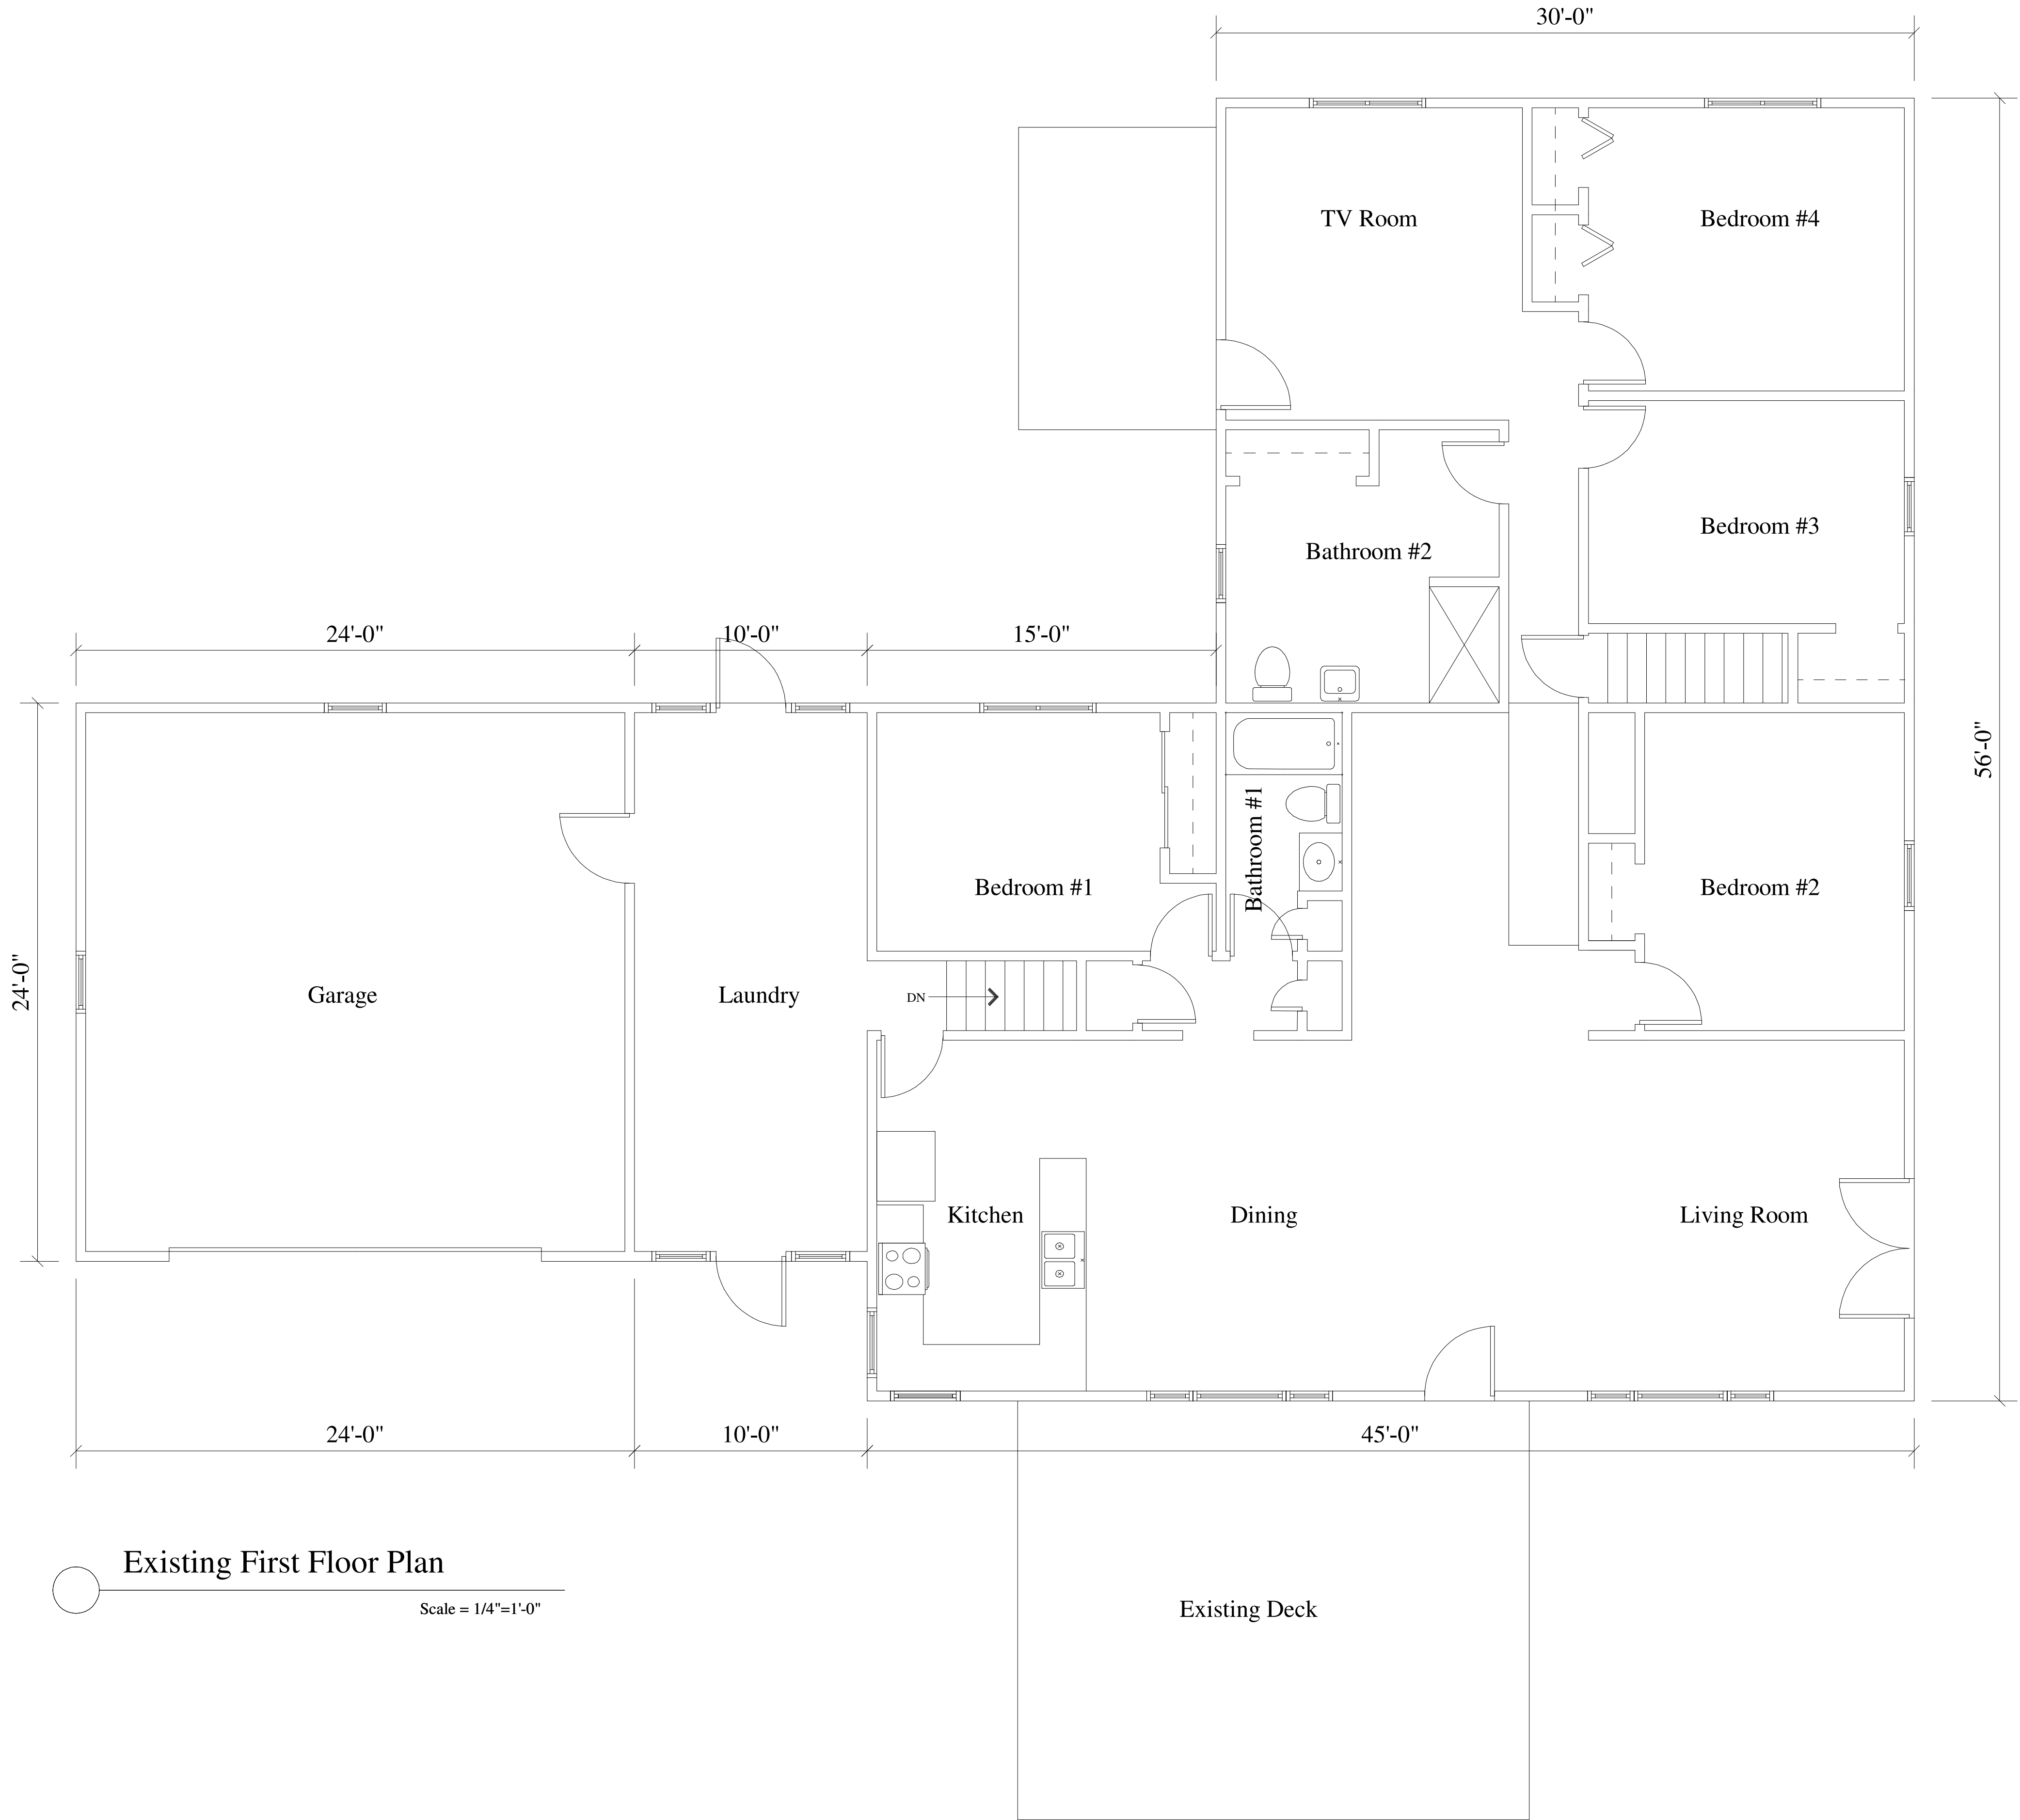 30'-0"
TV Room
Bedroom #4
Bedroom #3
Bathroom #2
24'-0"
10'-0"
15'-0"
56'-0"
Bathroom #1
Bedroom #1
Bedroom #2
24'-0"
Garage
Laundry
DN
Kitchen
Dining
Living Room
24'-0"
10'-0"
45'-0"
Existing First Floor Plan
Scale = 1/4"=1'-0"
Existing Deck